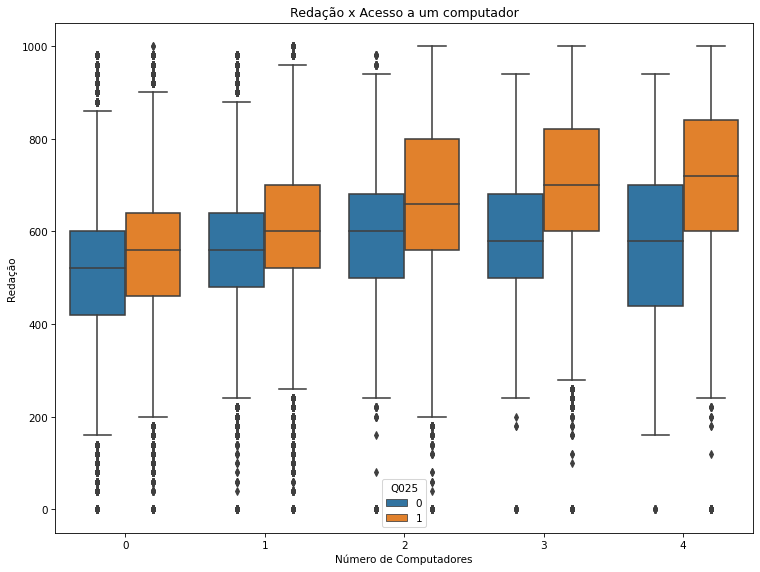 Redação x Acesso a um computador
1000
800
600
400
200
0
Redação
Q025
0
1
0 1 2 3 4
Número de Computadores